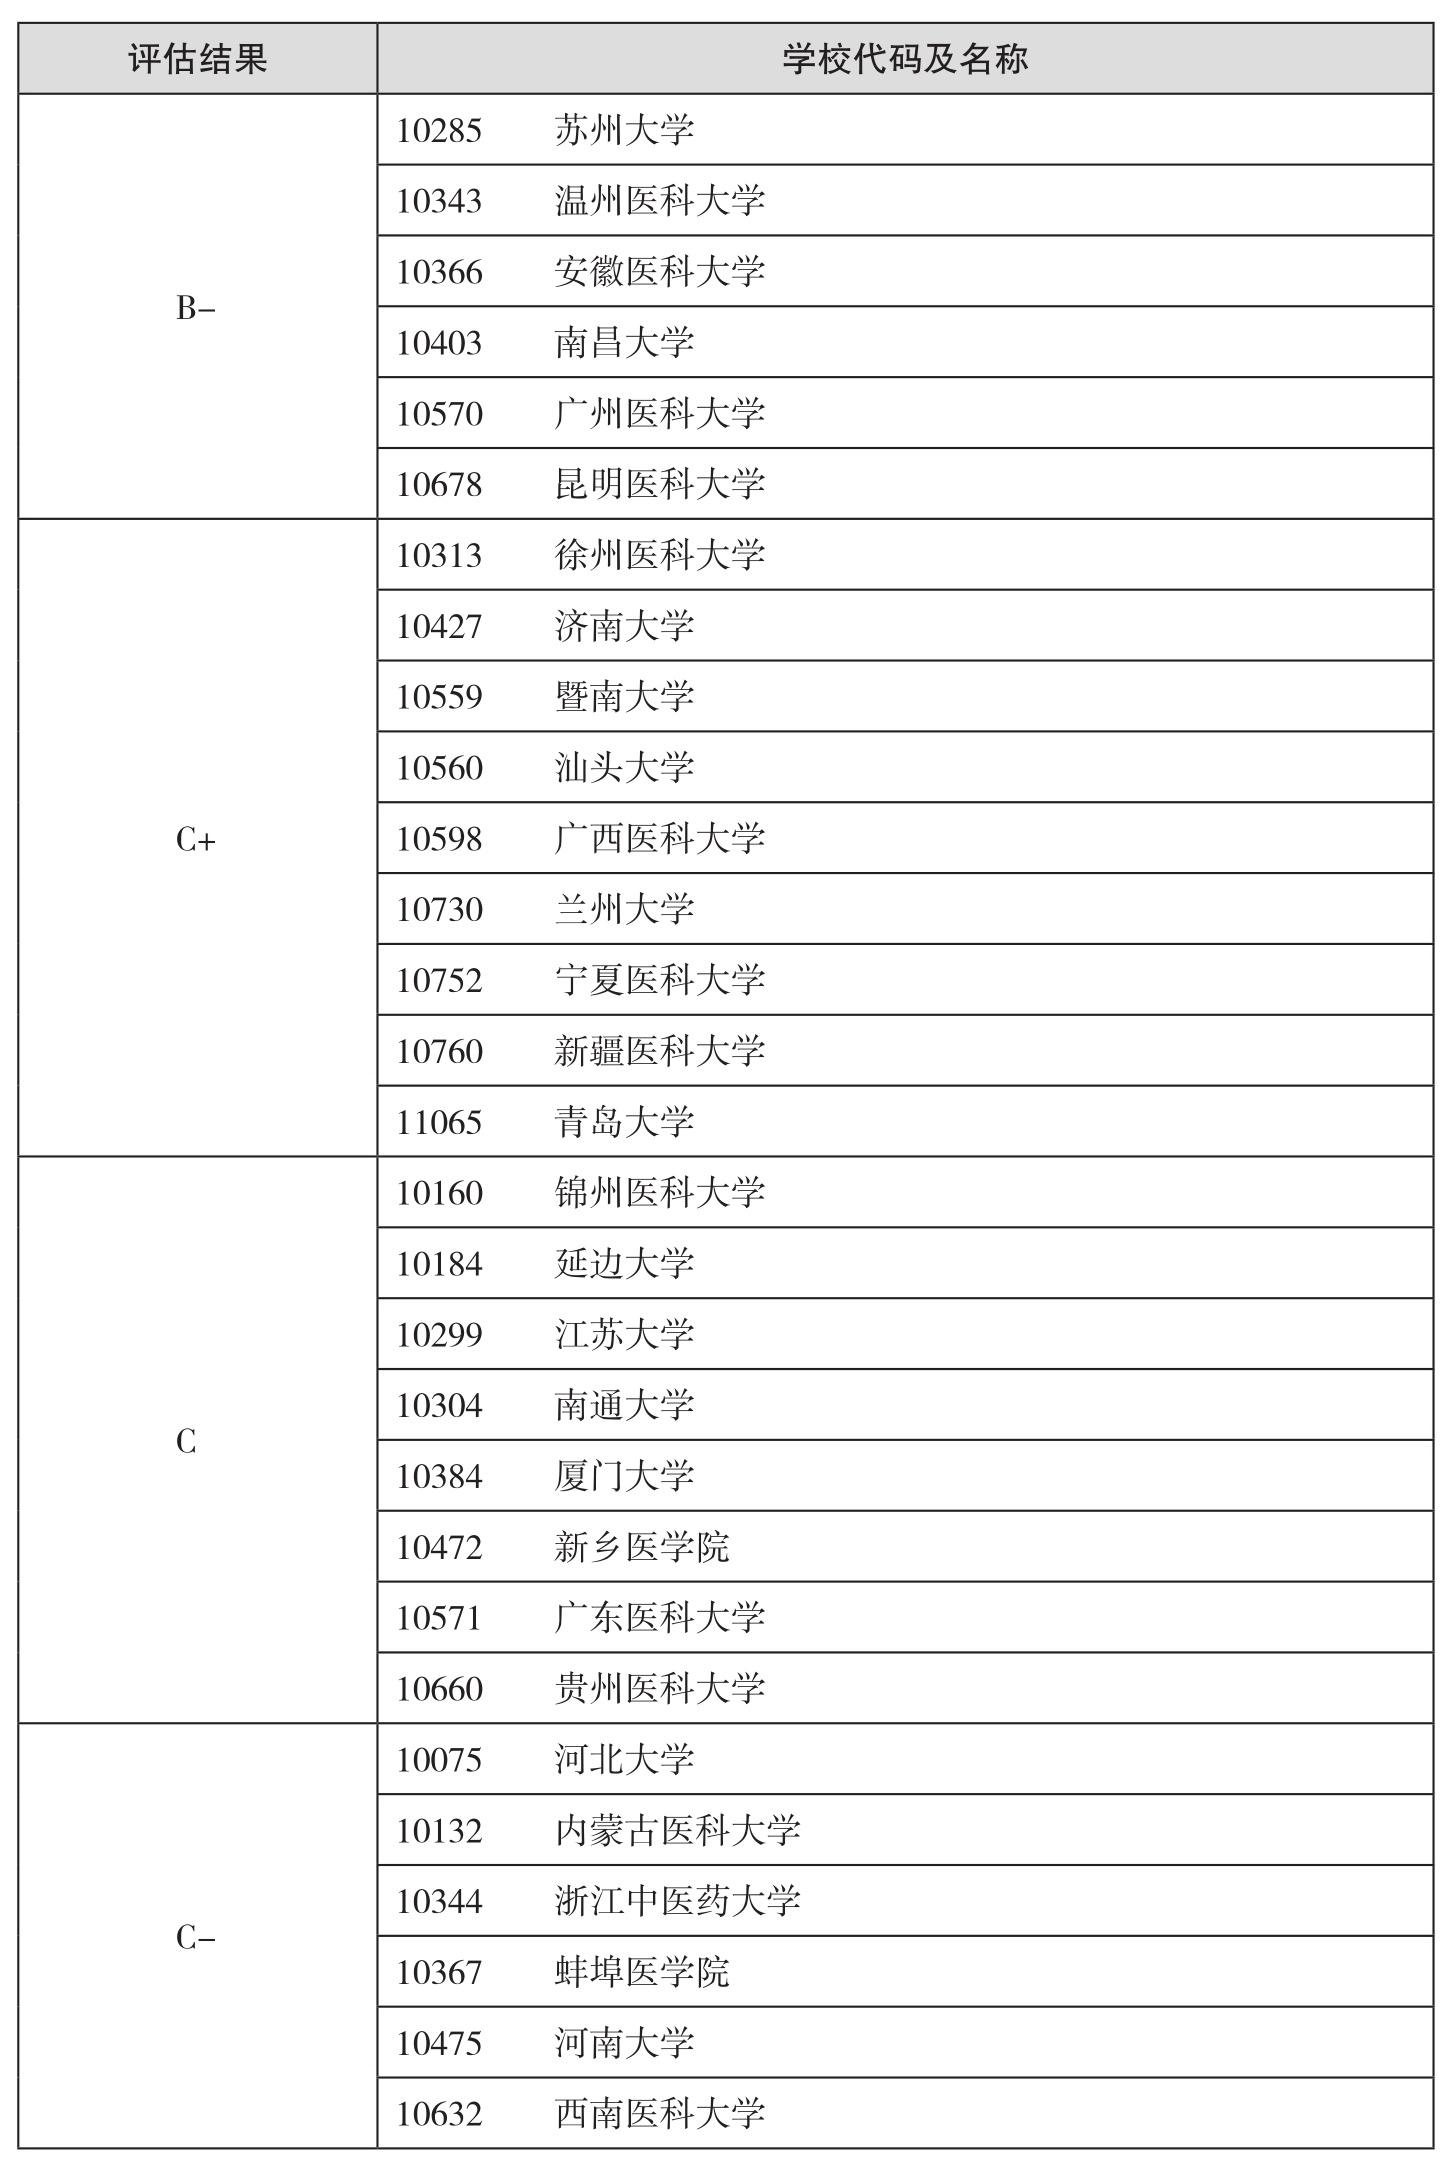 评估结果 学校代码及名称
B-
10285 苏州大学
10343 温州医科大学
10366 安徽医科大学
10403 南昌大学
10570 广州医科大学
10678 昆明医科大学
C+
10313 徐州医科大学
10427 济南大学
10559 暨南大学
10560 汕头大学
10598 广西医科大学
10730 兰州大学
10752 宁夏医科大学
10760 新疆医科大学
11065 青岛大学
C
10160 锦州医科大学
10184 延边大学
10299 江苏大学
10304 南通大学
10384 厦门大学
10472 新乡医学院
10571 广东医科大学
10660 贵州医科大学
C-
10075 河北大学
10132 内蒙古医科大学
10344 浙江中医药大学
10367 蚌埠医学院
10475 河南大学
10632 西南医科大学